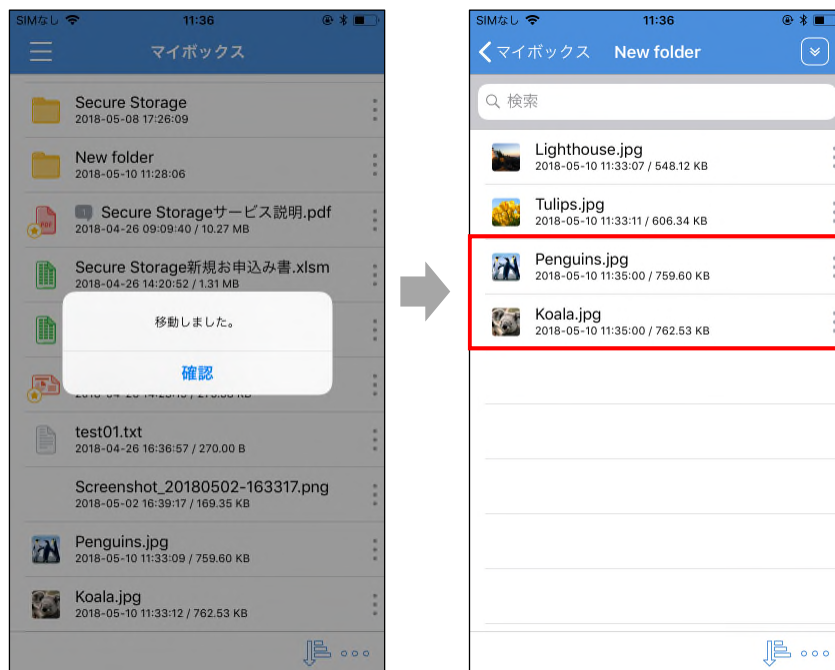 SIMなし 11:36
マイボックス
Secure Storage
2018-05-08 17:26:09
New folder
2018-05-10 11:28:06
1 Secure Storageサービス説明.pdf
PDF
2018-04-26 09:09:40 / 10.27 MB
Secure Storage新規お申込み書.xlsm
2018-04-26 14:20:52 / 1.31 MB
移動しました。
確認
test01.txt
2018-04-26 16:36:57 / 270.00 B
Screenshot_20180502-163317.png
2018-05-02 16:39:17 / 169.35 KB
Penguins.jpg
2018-05-10 11:33:09 / 759.60 KB
Koala.jpg
2018-05-10 11:33:12 / 762.53 KB
SIMなし 11:36
マイボックス New folder
検索
Lighthouse.jpg
2018-05-10 11:33:07 / 548.12 KB
Tulips.jpg
2018-05-10 11:33:11 / 606.34 KB
Penguins.jpg
2018-05-10 11:35:00 / 759.60 KB
Koala.jpg
2018-05-10 11:35:00 / 762.53 KB